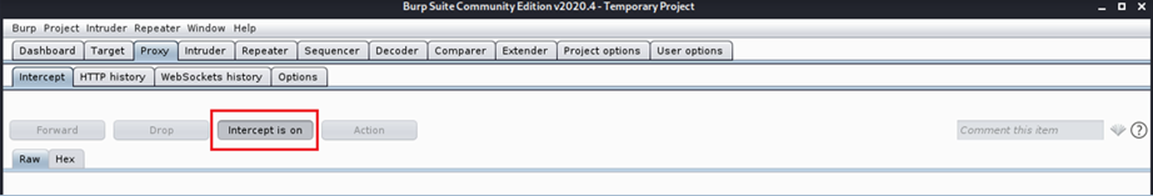 Burp Suite Community Edition v2020.4 - Temporary Project
Burp Project Intruder Repeater Window Help
Dashboard Target Proxy Intruder Repeater Sequencer Decoder Comparer Extender Project options User options
Intercept HTTP history WebSockets history Options
Forward Drop Intercept is on Action Comment this item ?
Raw Hex